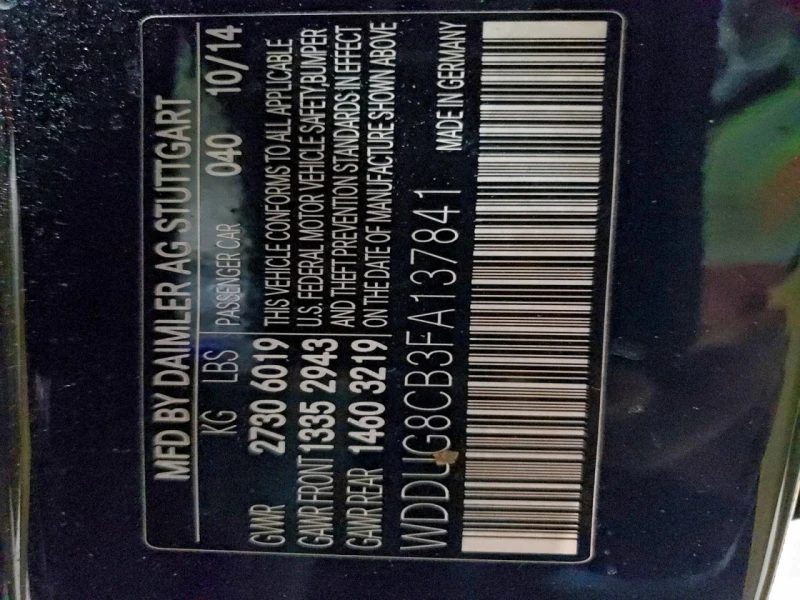 MFD BY DAIMLER AG STUTTGART
KG LBS PASSENGER CAR 040 10/14
GVWR 2730 6019
GAWR FRONT 1335 2943
GAWR REAR 1460 3219
THIS VEHICLE CONFORMS TO ALL APPLICABLE
U.S. FEDERAL MOTOR VEHICLE SAFETY, BUMPER
AND THEFT PREVENTION STANDARDS IN EFFECT
ON THE DATE OF MANUFACTURE SHOWN ABOVE
WDDUG8CB3FA137841 MADE IN GERMANY